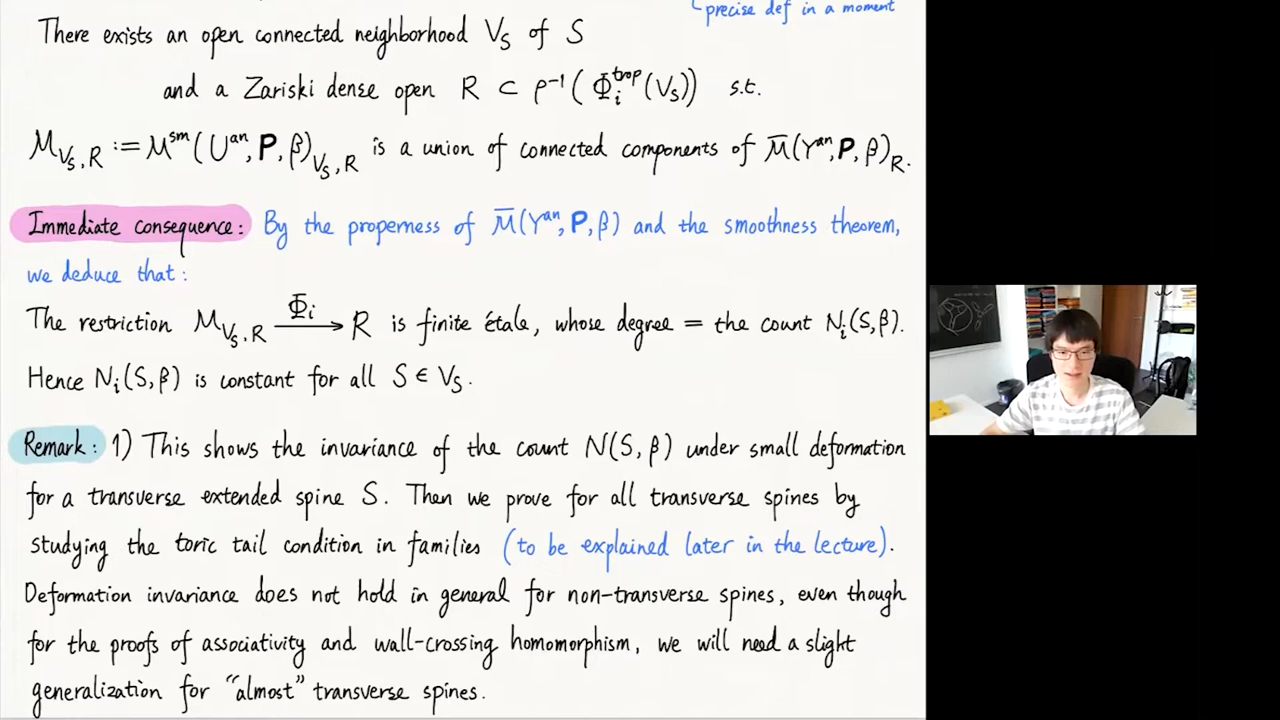 precise def in a moment
There exists an open connected neighborhood V_S of S
and a Zariski dense open R ⊂ ρ⁻¹(Φ_i^trop(V_S)) s.t.
M_{V_S,R} := M^sm(U^an, P, β)_{V_S,R} is a union of connected components of M̄(Y^an, P, β)_R.
Immediate consequence: By the properness of M̄(Y^an, P, β) and the smoothness theorem,
we deduce that:
The restriction M_{V_S,R} —Φ_i→ R is finite étale, whose degree = the count N_i(S, β).
Hence N_i(S, β) is constant for all S ∈ V_S.
Remark: 1) This shows the invariance of the count N(S, β) under small deformation
for a transverse extended spine S. Then we prove for all transverse spines by
studying the toric tail condition in families (to be explained later in the lecture).
Deformation invariance does not hold in general for non-transverse spines, even though
for the proofs of associativity and wall-crossing homomorphism, we will need a slight
generalization for "almost" transverse spines.